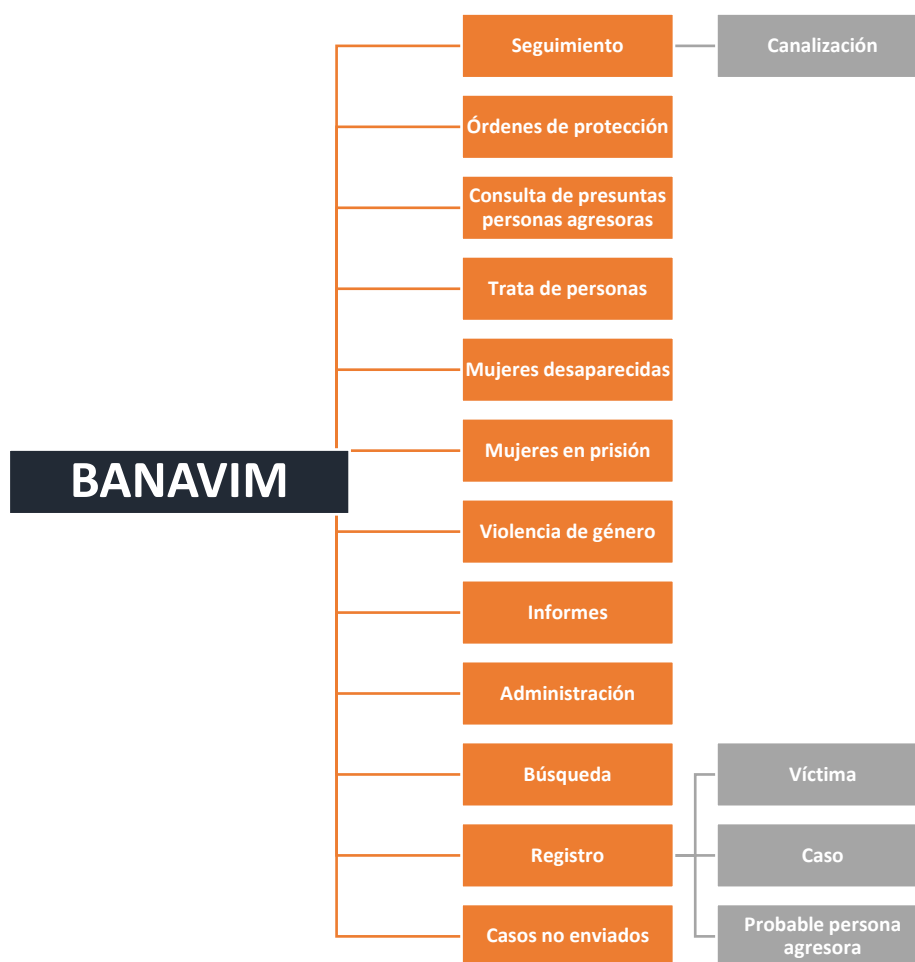 Seguimiento
Canalización
Órdenes de protección
Consulta de presuntas
personas agresoras
Trata de personas
Mujeres desaparecidas
Mujeres en prisión
BANAVIM
Violencia de género
Informes
Administración
Búsqueda
Víctima
Registro
Caso
Casos no enviados
Probable persona
agresora